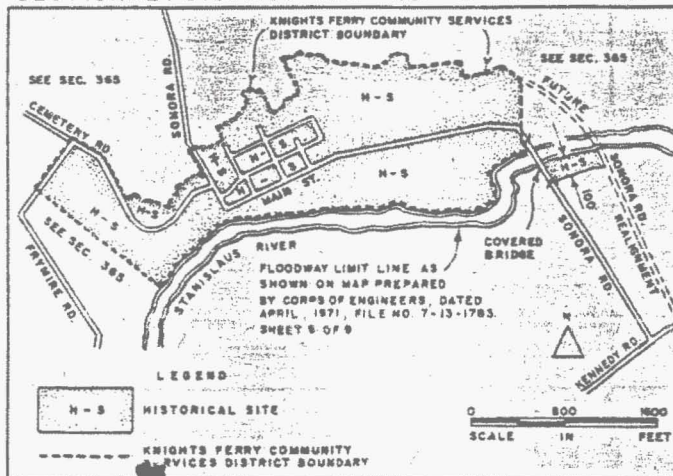 KNIGHTS FERRY COMMUNITY SERVICES
DISTRICT BOUNDARY
SEE SEC. 365
SEE SEC. 365
SONORA RD.
CEMETERY RD.
H-S
FUTURE
H-S
H-S
H-S
H-S
H-S
MAIN ST.
H-S
H-S
H-S
100'
SONORA RD.
REALIGNMENT
SEE SEC. 365
FRYMIRE RD.
STANISLAUS
RIVER
COVERED
BRIDGE
SONORA RD.
FLOODWAY LIMIT LINE AS
SHOWN ON MAP PREPARED
BY CORPS OF ENGINEERS, DATED
APRIL, 1971, FILE NO. 7-13-1783.
SHEET 5 OF 9
N
KENNEDY RD.
LEGEND
H-S
HISTORICAL SITE
KNIGHTS FERRY COMMUNITY
SERVICES DISTRICT BOUNDARY
0 800 1600
SCALE IN FEET